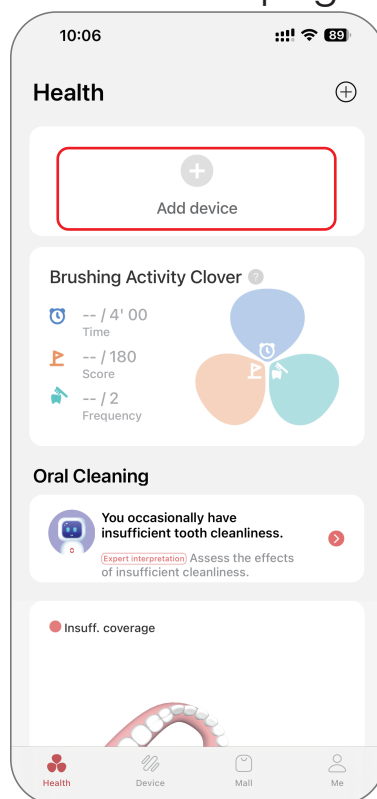 10:06 89
Health
Add device
Brushing Activity Clover ?
-- / 4' 00
Time
-- / 180
Score
-- / 2
Frequency
Oral Cleaning
You occasionally have
insufficient tooth cleanliness.
Expert interpretation Assess the effects
of insufficient cleanliness.
Insuff. coverage
Health Device Mall Me